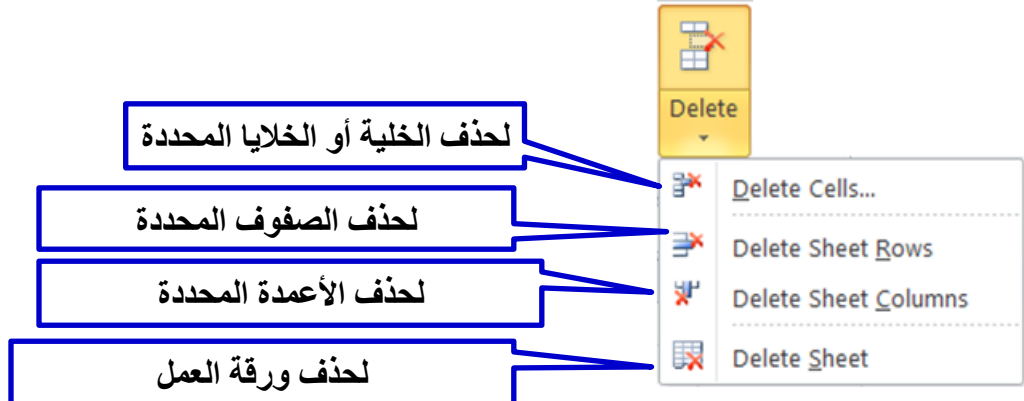 Delete
لحذف الخلية أو الخلايا المحددة
Delete Cells...
لحذف الصفوف المحددة
Delete Sheet Rows
لحذف الأعمدة المحددة
Delete Sheet Columns
لحذف ورقة العمل
Delete Sheet